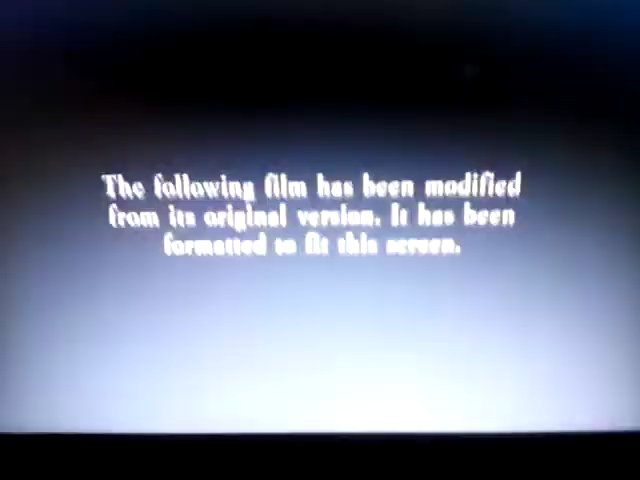 The following film has been modified
from its original version. It has been
formatted to fit this screen.